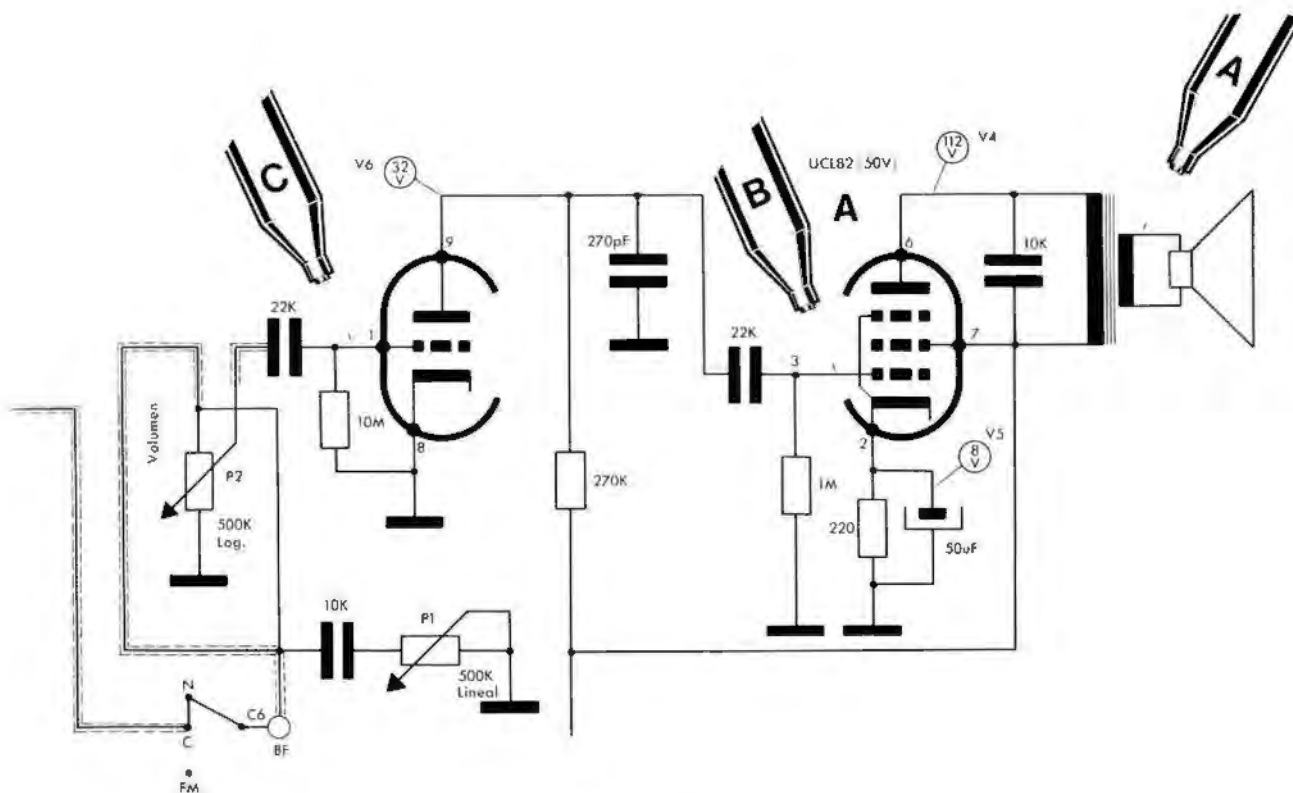 A
C
V6
32
V
B
UCL82 (50V)
A
112
V
V4
9
6
270pF
10K
22K
1
22K
3
7
10M
8
2
V5
8
V
Volumen
P2
500K
Log.
270K
1M
220
50uF
10K
P1
500K
Lineal
N
C6
C
BF
FM